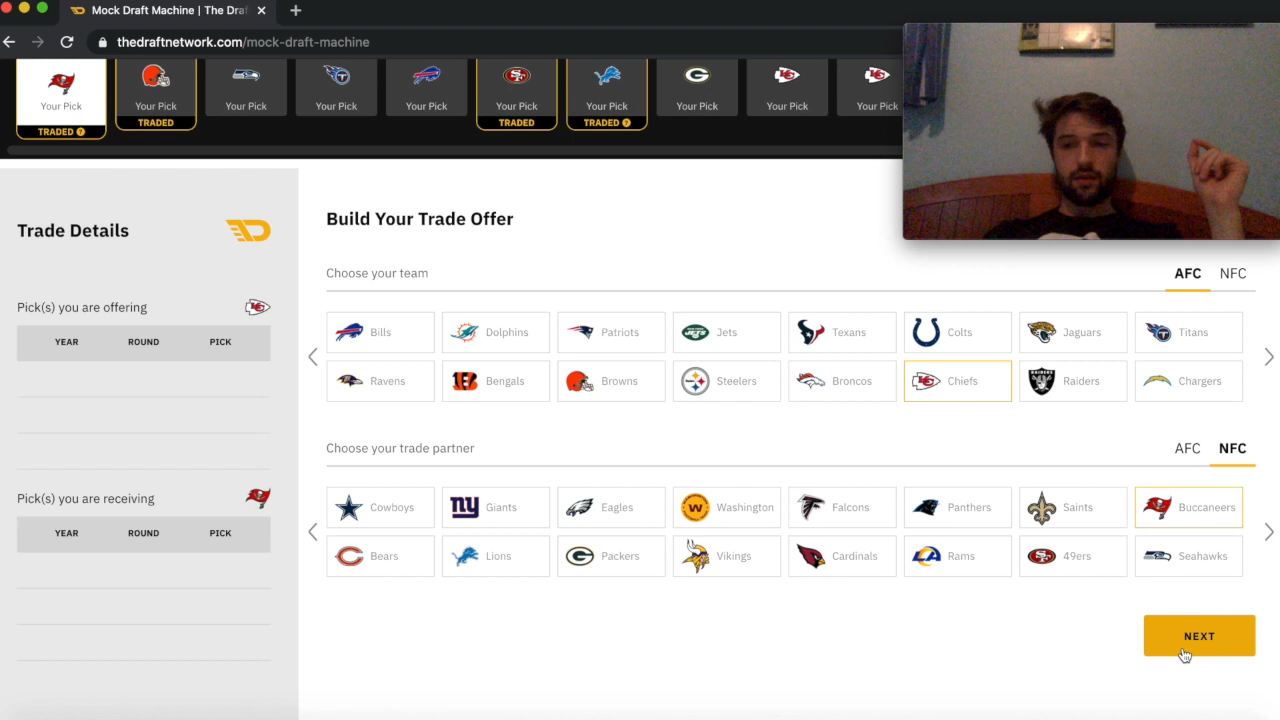 Mock Draft Machine | The Dra
thedraftnetwork.com/mock-draft-machine
Your Pick Your Pick Your Pick Your Pick Your Pick Your Pick Your Pick Your Pick Your Pick Your Pick
TRADED ? TRADED TRADED TRADED ?
Trade Details
Build Your Trade Offer
Choose your team AFC NFC
Pick(s) you are offering
YEAR ROUND PICK
Bills Dolphins Patriots Jets Texans Colts Jaguars Titans
Ravens Bengals Browns Steelers Broncos Chiefs Raiders Chargers
Choose your trade partner AFC NFC
Pick(s) you are receiving
YEAR ROUND PICK
Cowboys Giants Eagles Washington Falcons Panthers Saints Buccaneers
Bears Lions Packers Vikings Cardinals Rams 49ers Seahawks
NEXT